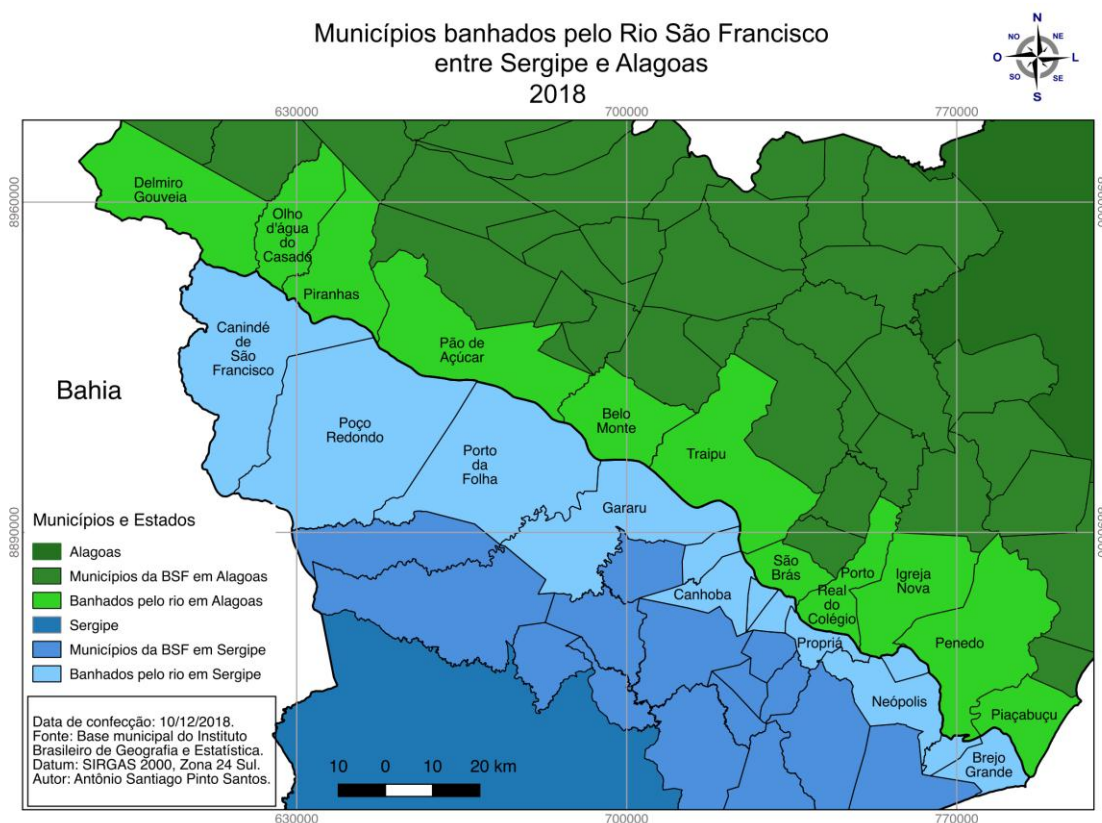 Municípios banhados pelo Rio São Francisco
entre Sergipe e Alagoas
2018
N
NO
NE
O
L
SO
SE
S
630000
700000
770000
8960000
8960000
Delmiro
Gouveia
Olho
d'água
do
Casado
Piranhas
Canindé
de
São
Francisco
Pão de
Açúcar
Bahia
Poço
Redondo
Belo
Monte
Traipu
Porto
da
Folha
Gararu
8890000
8890000
São
Brás
Porto
Real
do
Colégio
Igreja
Nova
Canhoba
Propriá
Penedo
Neópolis
Piaçabuçu
Brejo
Grande
Municípios e Estados
Alagoas
Municípios da BSF em Alagoas
Banhados pelo rio em Alagoas
Sergipe
Municípios da BSF em Sergipe
Banhados pelo rio em Sergipe
Data de confecção: 10/12/2018.
Fonte: Base municipal do Instituto
Brasileiro de Geografia e Estatística.
Datum: SIRGAS 2000, Zona 24 Sul.
Autor: Antônio Santiago Pinto Santos.
10 0 10 20 km
630000
700000
770000